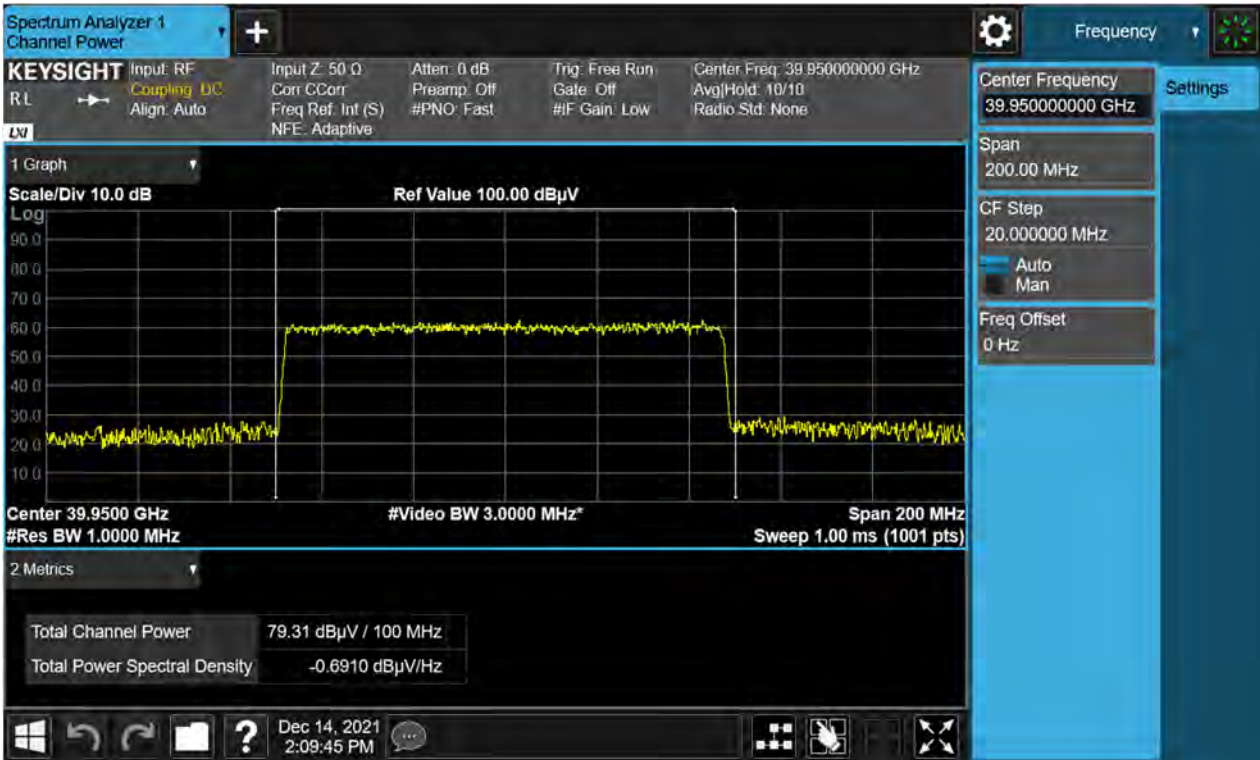 Spectrum Analyzer 1
Channel Power
+
Frequency
KEYSIGHT
R L
LXI
Input: RF
Coupling: DC
Align: Auto
Input Z: 50 Ω
Corr CCorr
Freq Ref: Int (S)
NFE: Adaptive
Atten: 0 dB
Preamp: Off
#PNO: Fast
Trig: Free Run
Gate: Off
#IF Gain: Low
Center Freq: 39.950000000 GHz
Avg|Hold: 10/10
Radio Std: None
Center Frequency
39.950000000 GHz
Settings
Span
200.00 MHz
CF Step
20.000000 MHz
Auto
Man
Freq Offset
0 Hz
1 Graph
Scale/Div 10.0 dB
Ref Value 100.00 dBµV
Log
90.0
80.0
70.0
60.0
50.0
40.0
30.0
20.0
10.0
Center 39.9500 GHz
#Video BW 3.0000 MHz*
Span 200 MHz
#Res BW 1.0000 MHz
Sweep 1.00 ms (1001 pts)
2 Metrics
Total Channel Power 79.31 dBµV / 100 MHz
Total Power Spectral Density -0.6910 dBµV/Hz
?
Dec 14, 2021
2:09:45 PM